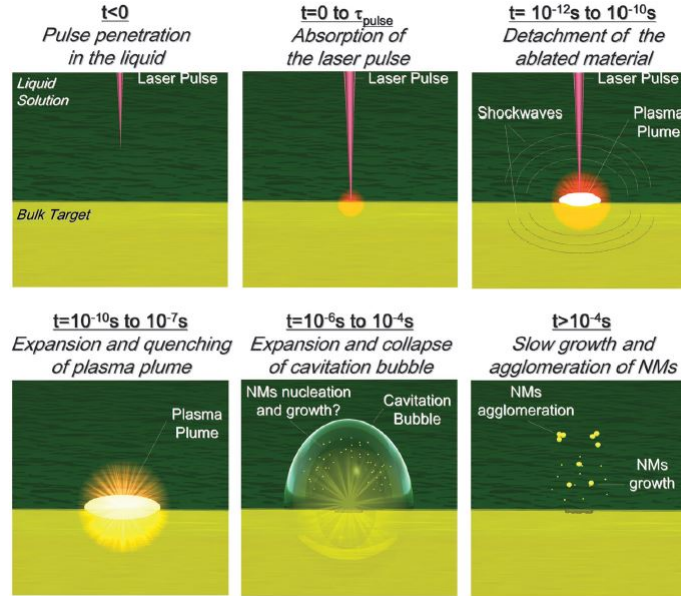 t<0
Pulse penetration
in the liquid
Liquid
Solution
Laser Pulse
Bulk Target
t=0 to τpulse
Absorption of
the laser pulse
Laser Pulse
t= 10⁻¹²s to 10⁻¹⁰s
Detachment of the
ablated material
Laser Pulse
Shockwaves
Plasma
Plume
t=10⁻¹⁰s to 10⁻⁷s
Expansion and quenching
of plasma plume
Plasma
Plume
t=10⁻⁶s to 10⁻⁴s
Expansion and collapse
of cavitation bubble
NMs nucleation
and growth?
Cavitation
Bubble
t>10⁻⁴s
Slow growth and
agglomeration of NMs
NMs
agglomeration
NMs
growth